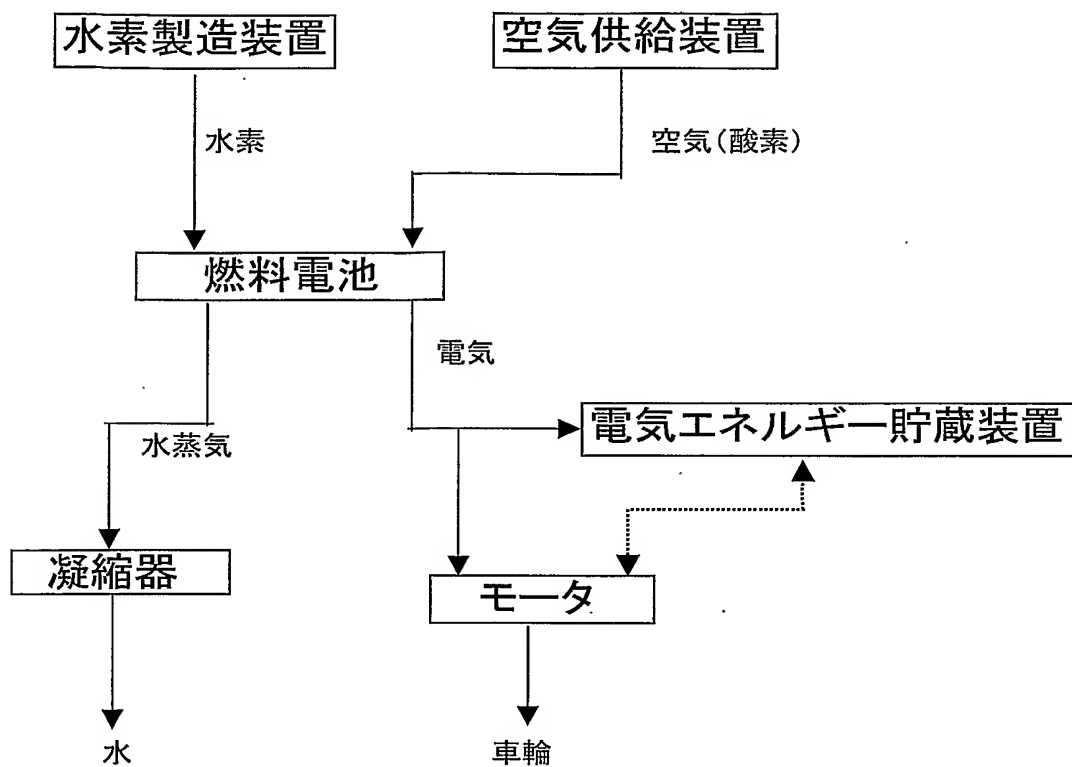 水素製造装置
空気供給装置
水素
空気(酸素)
燃料電池
電気
電気エネルギー貯蔵装置
水蒸気
凝縮器
モータ
水
車輪